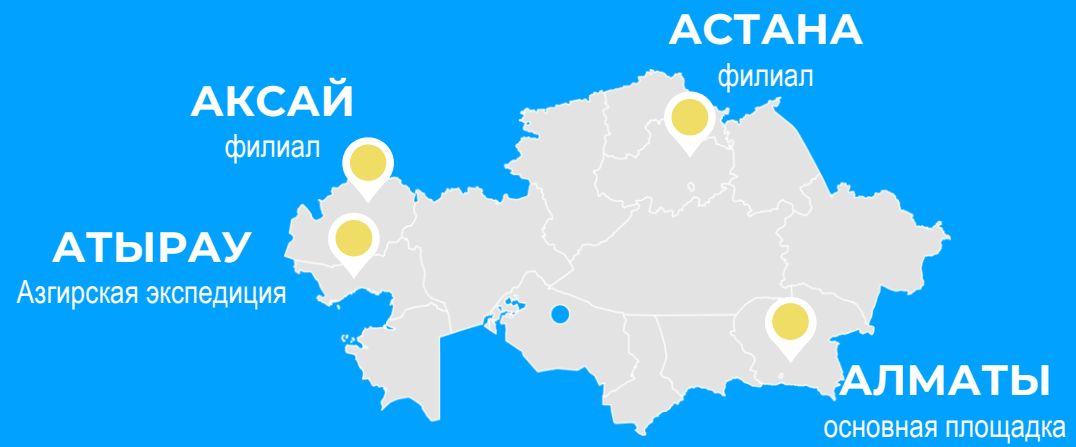 АСТАНА
филиал
АКСАЙ
филиал
АТЫРАУ
Азгирская экспедиция
АЛМАТЫ
основная площадка